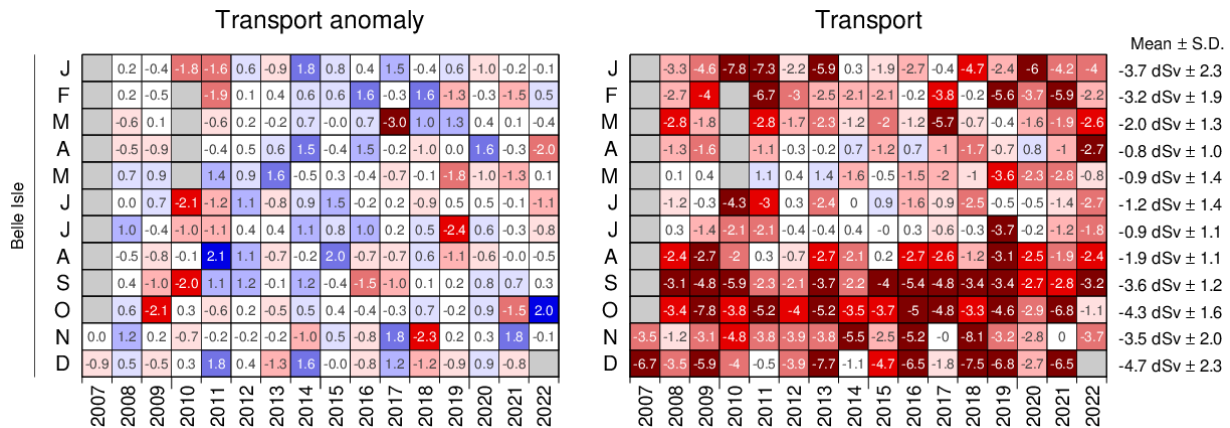 Transport anomaly Transport
Mean ± S.D.
J 0.2 -0.4 -1.8 -1.6 0.6 -0.9 1.8 0.8 0.4 1.5 -0.4 0.6 -1.0 -0.2 -0.1 J -3.3 -4.6 -7.8 -7.3 -2.2 -5.9 0.3 -1.9 -2.7 -0.4 -4.7 -2.4 -6 -4.2 -4 -3.7 dSv ± 2.3
F 0.2 -0.5 -1.9 0.1 0.4 0.6 0.6 1.6 -0.3 1.6 -1.3 -0.3 -1.5 0.5 F -2.7 -4 -6.7 -3 -2.5 -2.1 -2.1 -0.2 -3.8 -0.2 -5.6 -3.7 -5.9 -2.2 -3.2 dSv ± 1.9
M -0.6 0.1 -0.6 0.2 -0.2 0.7 -0.0 0.7 -3.0 1.0 1.3 0.4 0.1 -0.4 M -2.8 -1.8 -2.8 -1.7 -2.3 -1.2 -2 -1.2 -5.7 -0.7 -0.4 -1.6 -1.9 -2.6 -2.0 dSv ± 1.3
A -0.5 -0.9 -0.4 0.5 0.6 1.5 -0.4 1.5 -0.2 -1.0 0.0 1.6 -0.3 -2.0 A -1.3 -1.6 -1.1 -0.3 -0.2 0.7 -1.2 0.7 -1 -1.7 -0.7 0.8 -1 -2.7 -0.8 dSv ± 1.0
M 0.7 0.9 1.4 0.9 1.6 -0.5 0.3 -0.4 -0.7 -0.1 -1.8 -1.0 -1.3 0.1 M 0.1 0.4 1.1 0.4 1.4 -1.6 -0.5 -1.5 -2 -1 -3.6 -2.3 -2.8 -0.8 -0.9 dSv ± 1.4
J 0.0 0.7 -2.1 -1.2 1.1 -0.8 0.9 1.5 -0.2 0.2 -0.9 0.5 0.5 -0.2 -1.1 J -1.2 -0.3 -4.3 -3 0.3 -2.4 0 0.9 -1.6 -0.9 -2.5 -0.5 -0.5 -1.4 -2.7 -1.2 dSv ± 1.4
J 1.0 -0.4 -1.0 -1.1 0.4 0.4 1.1 0.8 1.0 0.2 0.5 -2.4 0.6 -0.3 -0.8 J 0.3 -1.4 -2.1 -2.1 -0.4 -0.4 0.4 -0 0.3 -0.6 -0.3 -3.7 -0.2 -1.2 -1.8 -0.9 dSv ± 1.1
A -0.5 -0.8 -0.1 2.1 1.1 -0.7 -0.2 2.0 -0.7 -0.7 0.6 -1.1 -0.6 -0.0 -0.5 A -2.4 -2.7 -2 0.3 -0.7 -2.7 -2.1 0.2 -2.7 -2.6 -1.2 -3.1 -2.5 -1.9 -2.4 -1.9 dSv ± 1.1
S 0.4 -1.0 -2.0 1.1 1.2 -0.1 1.2 -0.4 -1.5 -1.0 0.1 0.2 0.8 0.7 0.3 S -3.1 -4.8 -5.9 -2.3 -2.1 -3.7 -2.2 -4 -5.4 -4.8 -3.4 -3.4 -2.7 -2.8 -3.2 -3.6 dSv ± 1.2
O 0.6 -2.1 0.3 -0.6 0.2 -0.5 0.5 0.4 -0.4 -0.3 0.7 -0.2 0.9 -1.5 2.0 O -3.4 -7.8 -3.8 -5.2 -4 -5.2 -3.5 -3.7 -5 -4.8 -3.3 -4.6 -2.9 -6.8 -1.1 -4.3 dSv ± 1.6
N 0.0 1.2 0.2 -0.7 -0.2 -0.2 -0.2 -1.0 0.5 -0.8 1.8 -2.3 0.2 0.3 1.8 -0.1 N -3.5 -1.2 -3.1 -4.8 -3.8 -3.9 -3.8 -5.5 -2.5 -5.2 -0 -8.1 -3.2 -2.8 0 -3.7 -3.5 dSv ± 2.0
D -0.9 0.5 -0.5 0.3 1.8 0.4 -1.3 1.6 -0.0 -0.8 1.2 -1.2 -0.9 0.9 -0.8 D -6.7 -3.5 -5.9 -4 -0.5 -3.9 -7.7 -1.1 -4.7 -6.5 -1.8 -7.5 -6.8 -2.7 -6.5 -4.7 dSv ± 2.3
Belle Isle
2007 2008 2009 2010 2011 2012 2013 2014 2015 2016 2017 2018 2019 2020 2021 2022 2007 2008 2009 2010 2011 2012 2013 2014 2015 2016 2017 2018 2019 2020 2021 2022